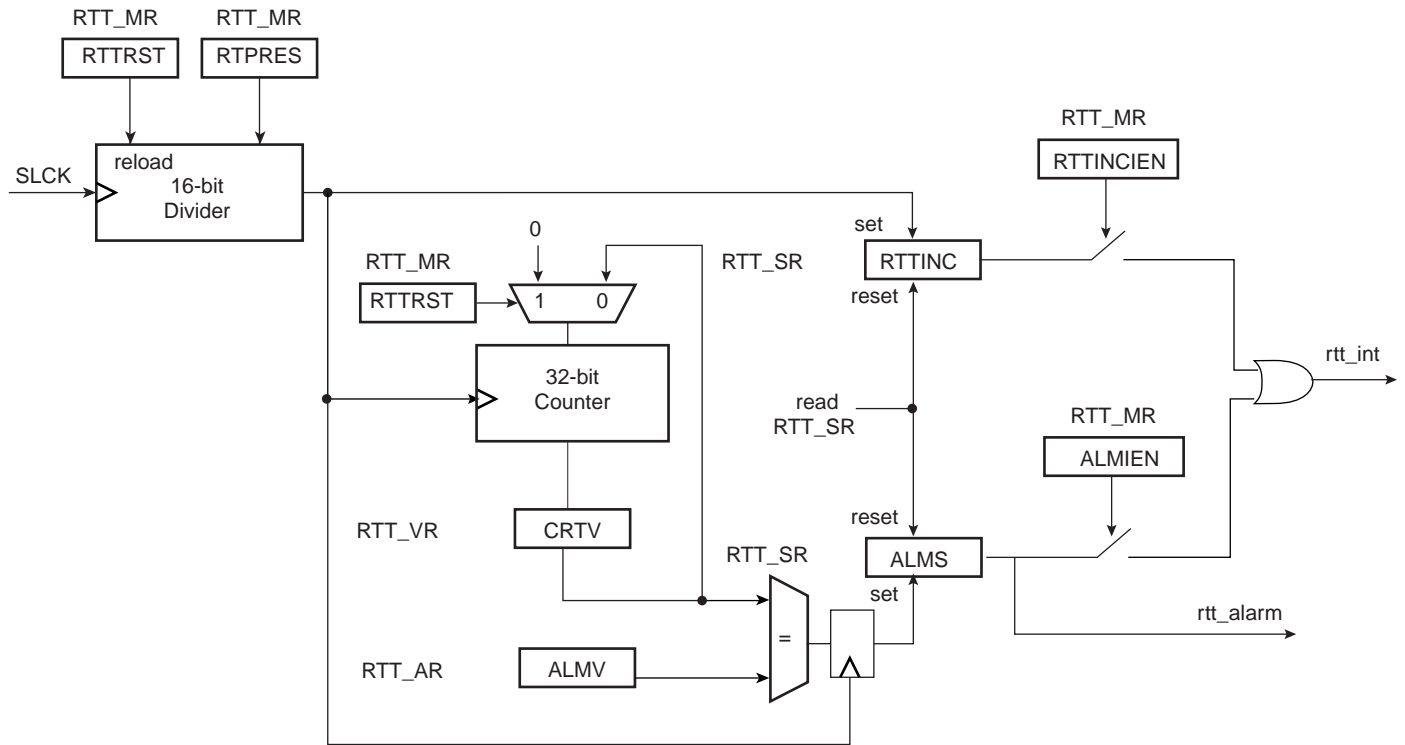 RTT_MR
RTT_MR
RTTRST
RTPRES
reload
SLCK
16-bit
Divider
RTT_MR
RTTINCIEN
0
set
RTT_MR
RTT_SR
RTTINC
RTTRST
1
0
reset
32-bit
Counter
rtt_int
read
RTT_SR
RTT_MR
ALMIEN
reset
RTT_VR
CRTV
RTT_SR
ALMS
set
rtt_alarm
=
RTT_AR
ALMV